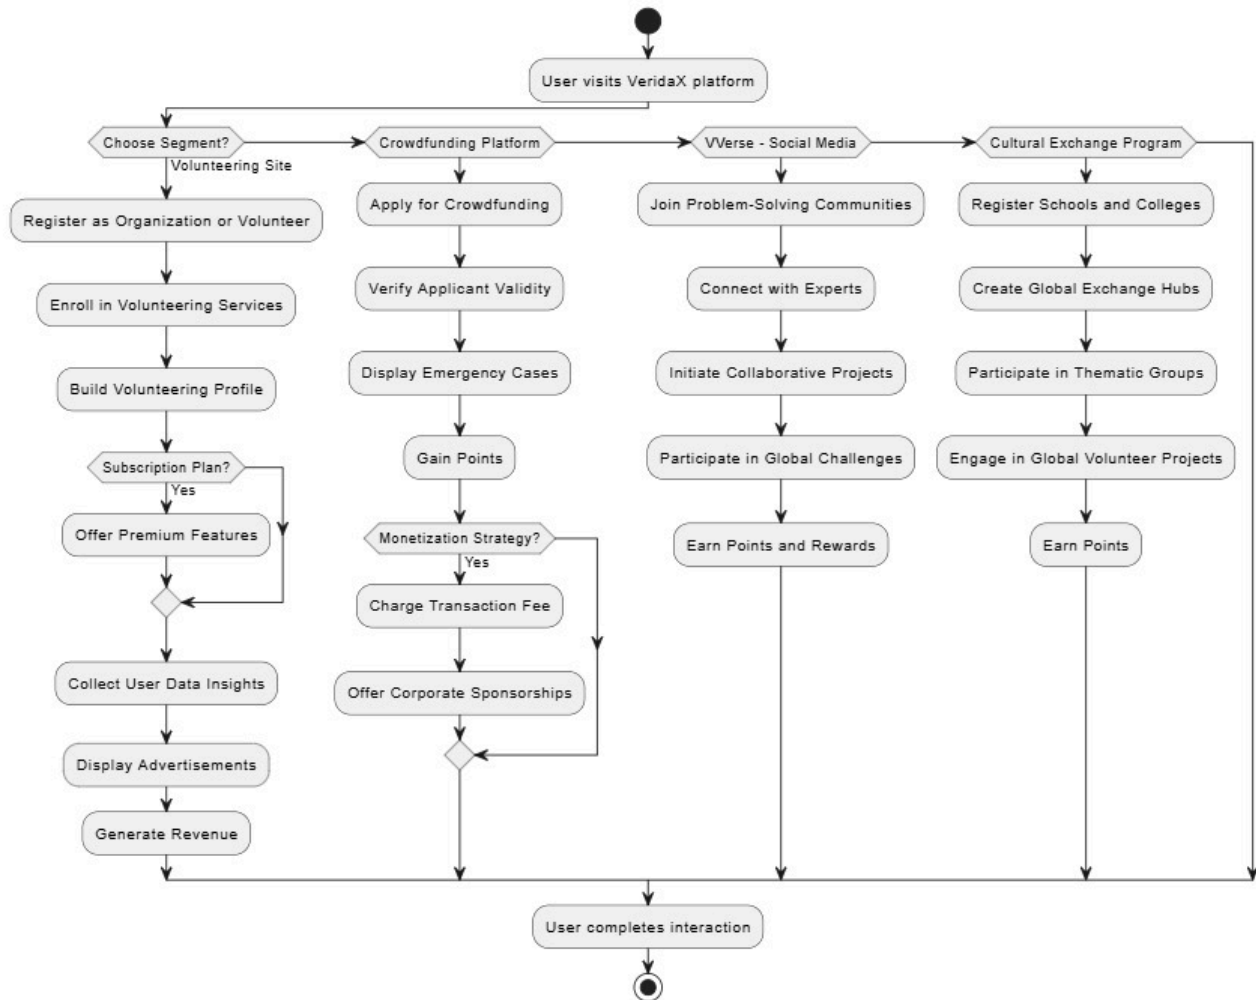 User visits VeridaX platform
Choose Segment?
Volunteering Site
Register as Organization or Volunteer
Enroll in Volunteering Services
Build Volunteering Profile
Subscription Plan?
Yes
Offer Premium Features
Collect User Data Insights
Display Advertisements
Generate Revenue
Crowdfunding Platform
Apply for Crowdfunding
Verify Applicant Validity
Display Emergency Cases
Gain Points
Monetization Strategy?
Yes
Charge Transaction Fee
Offer Corporate Sponsorships
VVerse - Social Media
Join Problem-Solving Communities
Connect with Experts
Initiate Collaborative Projects
Participate in Global Challenges
Earn Points and Rewards
Cultural Exchange Program
Register Schools and Colleges
Create Global Exchange Hubs
Participate in Thematic Groups
Engage in Global Volunteer Projects
Earn Points
User completes interaction